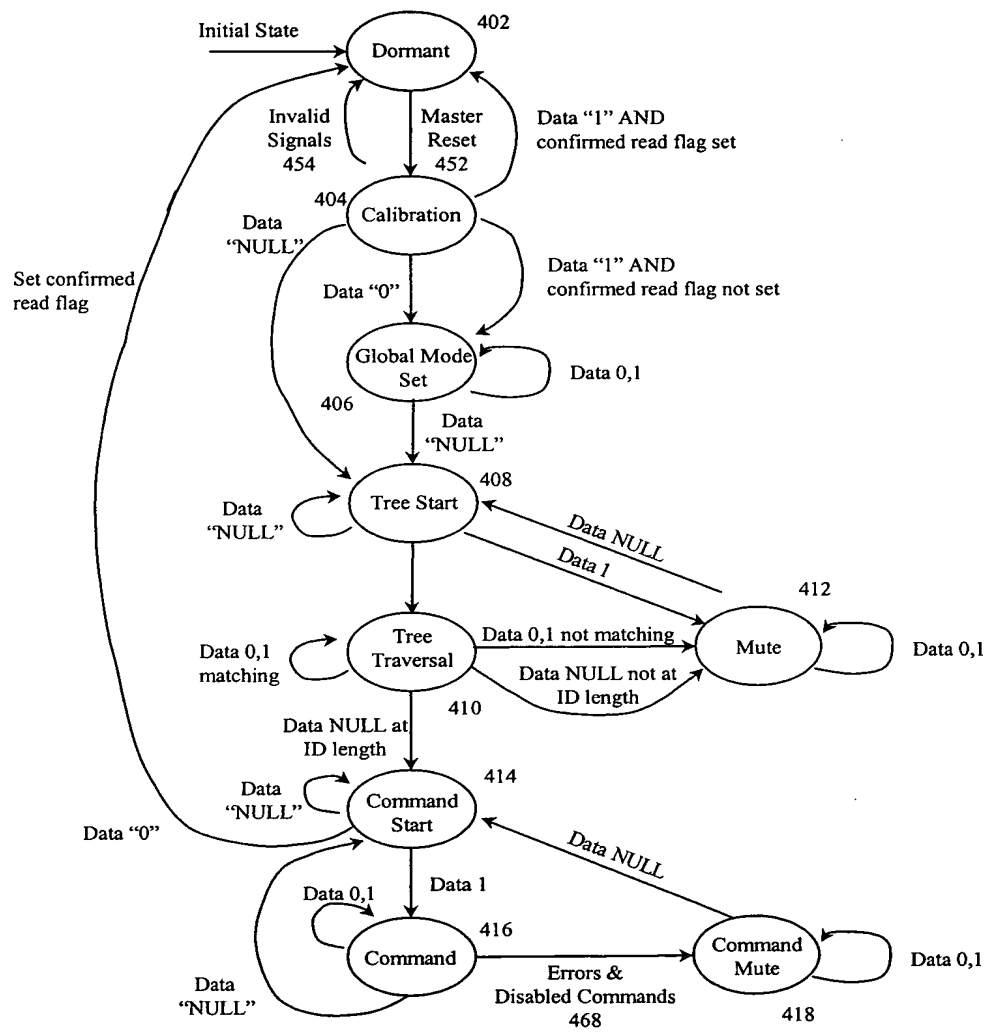 402
Initial State
Dormant
Invalid
Signals
454
Master
Reset
452
Data “1” AND
confirmed read flag set
404
Calibration
Data
“NULL”
Set confirmed
read flag
Data “0”
Data “1” AND
confirmed read flag not set
Global Mode
Set
Data 0,1
406
Data
“NULL”
408
Tree Start
Data
“NULL”
Data NULL
Data 1
412
Tree
Traversal
Data 0,1
matching
Data 0,1 not matching
Mute
Data 0,1
Data NULL not at
ID length
410
Data NULL at
ID length
414
Data
“NULL”
Command
Start
Data “0”
Data NULL
Data 1
Data 0,1
416
Command
Command
Mute
Data 0,1
Errors &
Disabled Commands
468
Data
“NULL”
418